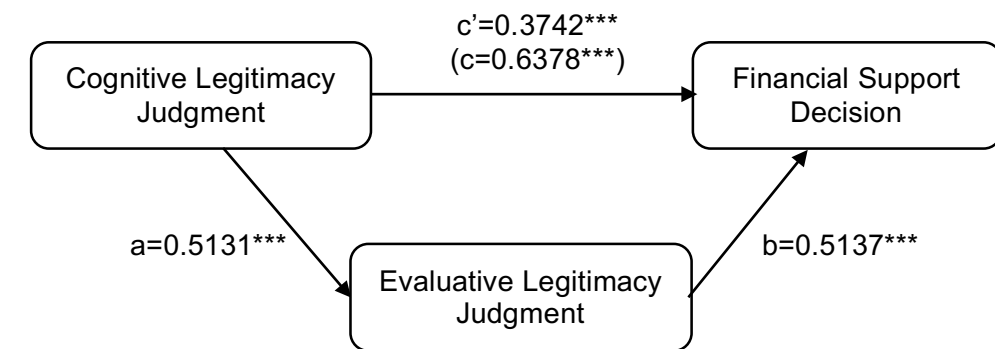 c’=0.3742***
(c=0.6378***)
Cognitive Legitimacy
Judgment
Financial Support
Decision
a=0.5131***
b=0.5137***
Evaluative Legitimacy
Judgment